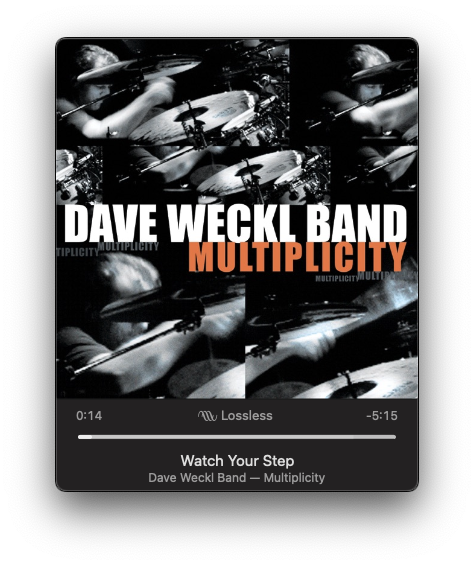 DAVE WECKL BAND
MULTIPLICITY
TIPLICITY
MULTIPLICITY
MULTIPLICITY
MULTIPLICITY
0:14 Lossless -5:15
Watch Your Step
Dave Weckl Band — Multiplicity